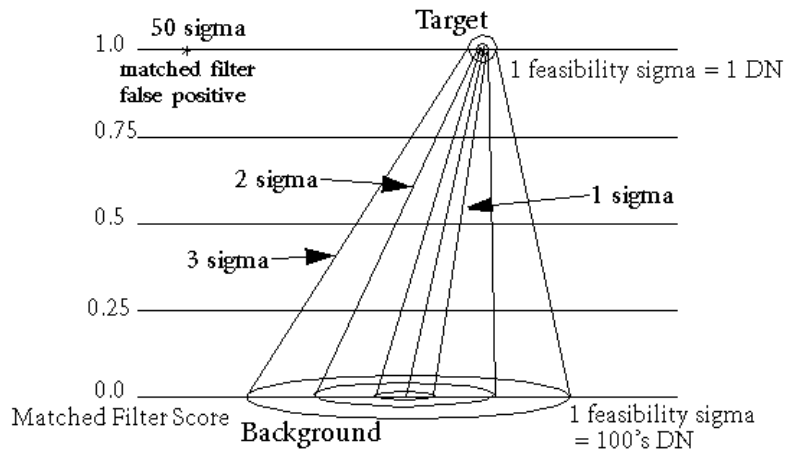 50 sigma
Target
1.0
matched filter
false positive
1 feasibility sigma = 1 DN
0.75
2 sigma
1 sigma
0.5
3 sigma
0.25
0.0
Matched Filter Score
Background
1 feasibility sigma
= 100's DN